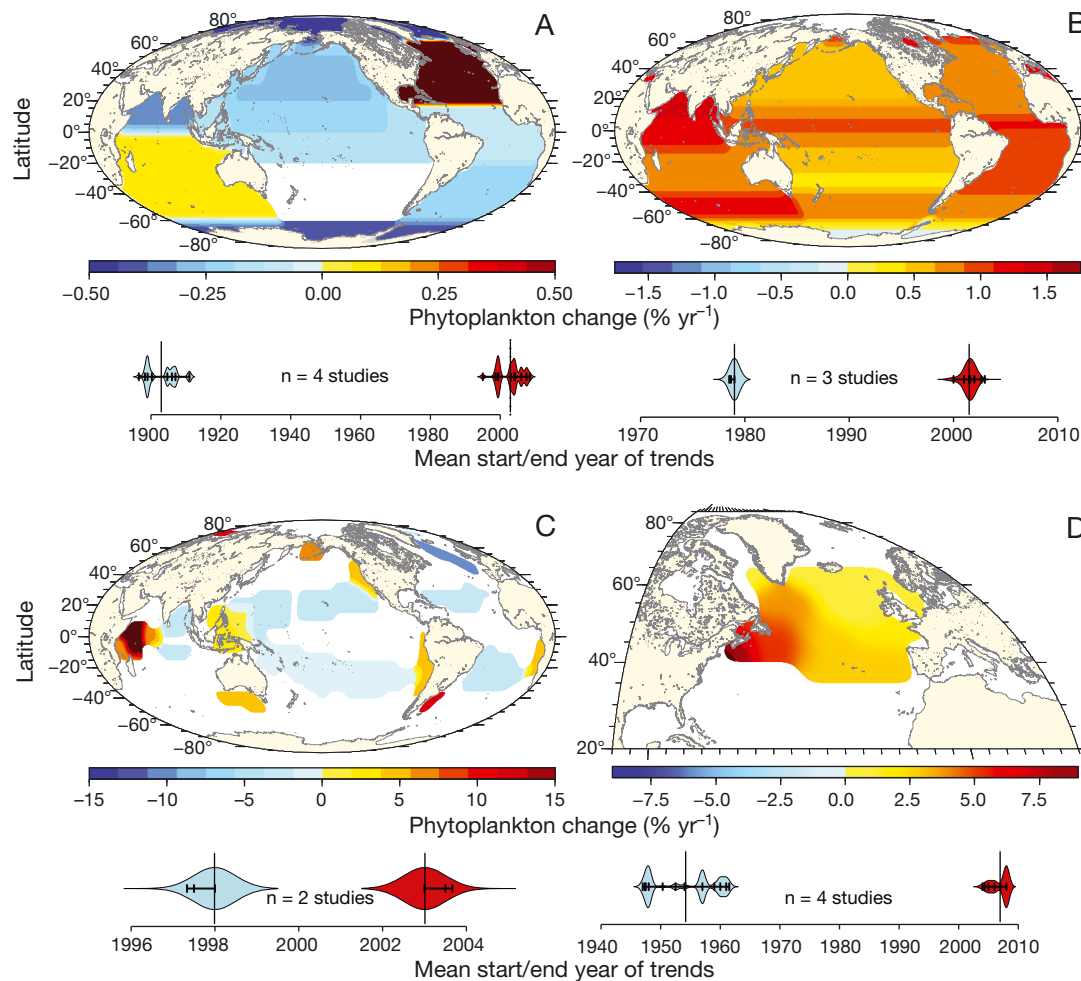 A
B
80°
60°
40°
20°
0°
−20°
−40°
−60°
−80°
Latitude
80°
60°
40°
20°
0°
−20°
−40°
−60°
−80°
−0.50 −0.25 0.00 0.25 0.50
−1.5 −1.0 −0.5 0.0 0.5 1.0 1.5
Phytoplankton change (% yr−1)
n = 4 studies
n = 3 studies
1900 1920 1940 1960 1980 2000
1970 1980 1990 2000 2010
Mean start/end year of trends
C
D
80°
60°
40°
20°
0°
−20°
−40°
−60°
−80°
Latitude
80°
60°
40°
20°
−15 −10 −5 0 5 10 15
−7.5 −5.0 −2.5 0.0 2.5 5.0 7.5
Phytoplankton change (% yr−1)
n = 2 studies
n = 4 studies
1996 1998 2000 2002 2004
1940 1950 1960 1970 1980 1990 2000 2010
Mean start/end year of trends